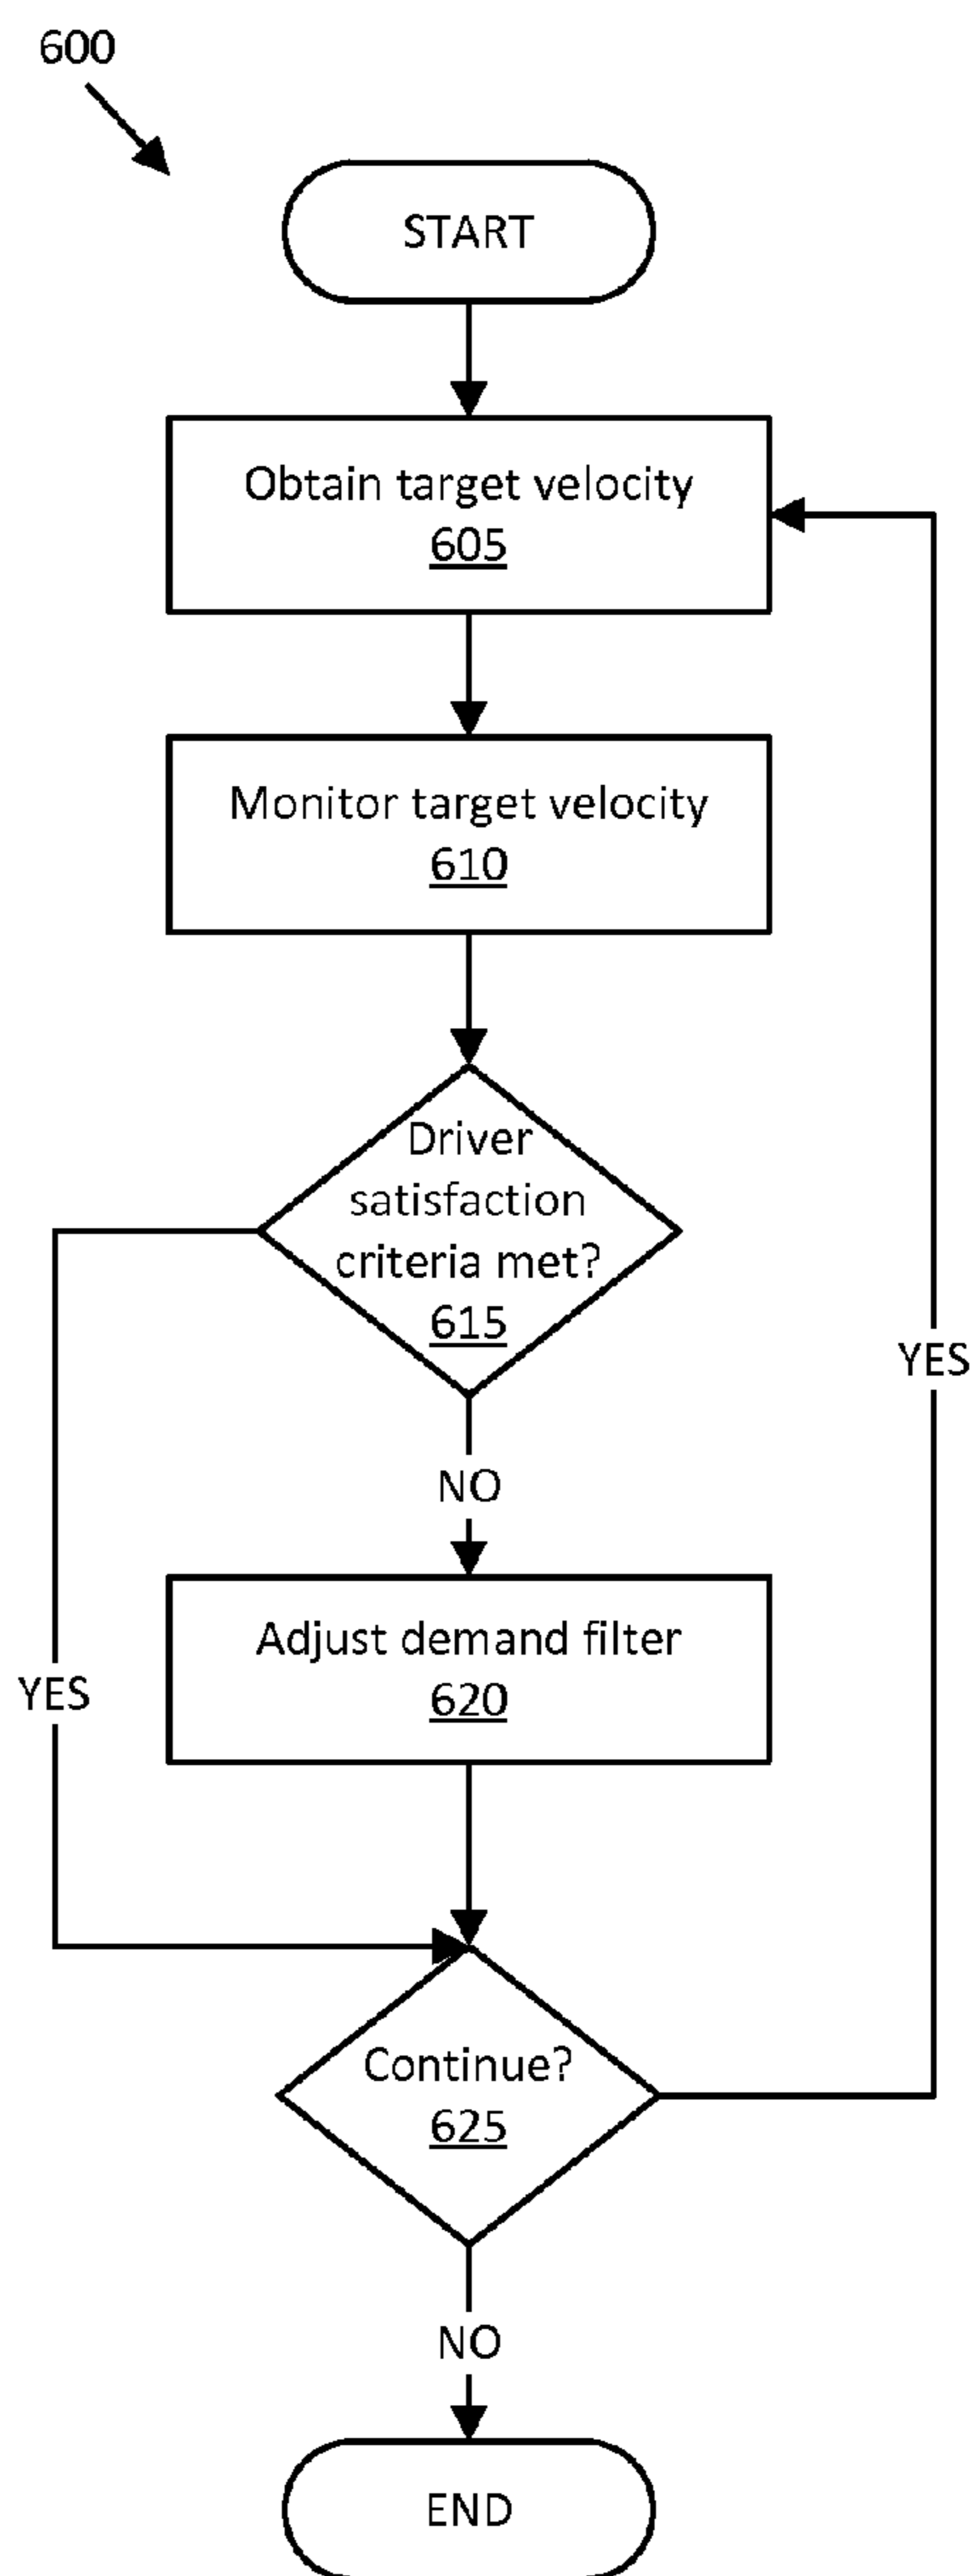 600
START
Obtain target velocity
605
Monitor target velocity
610
Driver
satisfaction
criteria met?
615
YES
NO
Adjust demand filter
620
YES
Continue?
625
NO
END